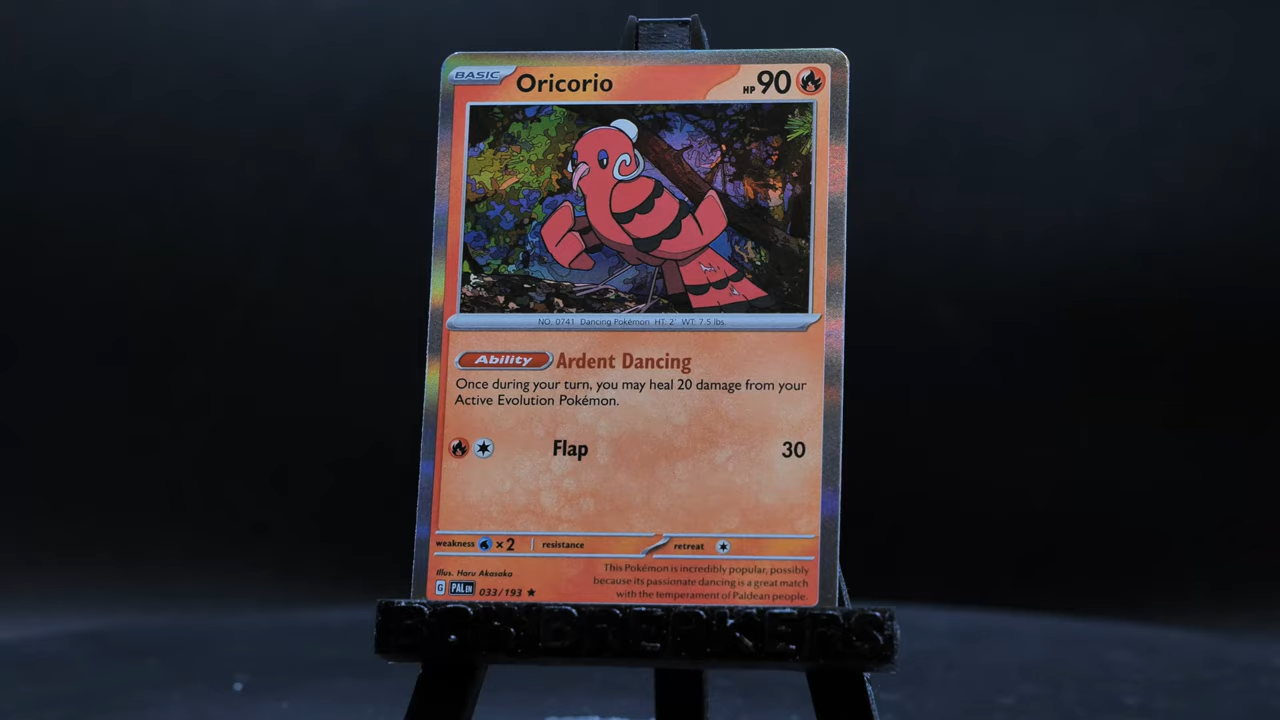 BASIC Oricorio HP 90
NO. 0741 Dancing Pokémon HT: 2' WT: 7.5 lbs.
Ability Ardent Dancing
Once during your turn, you may heal 20 damage from your
Active Evolution Pokémon.
Flap 30
weakness ×2 resistance retreat
Illus. Haru Akasaka
G PAL EN 033/193
This Pokémon is incredibly popular, possibly
because its passionate dancing is a great match
with the temperament of Paldean people.
BOX BREAKERS